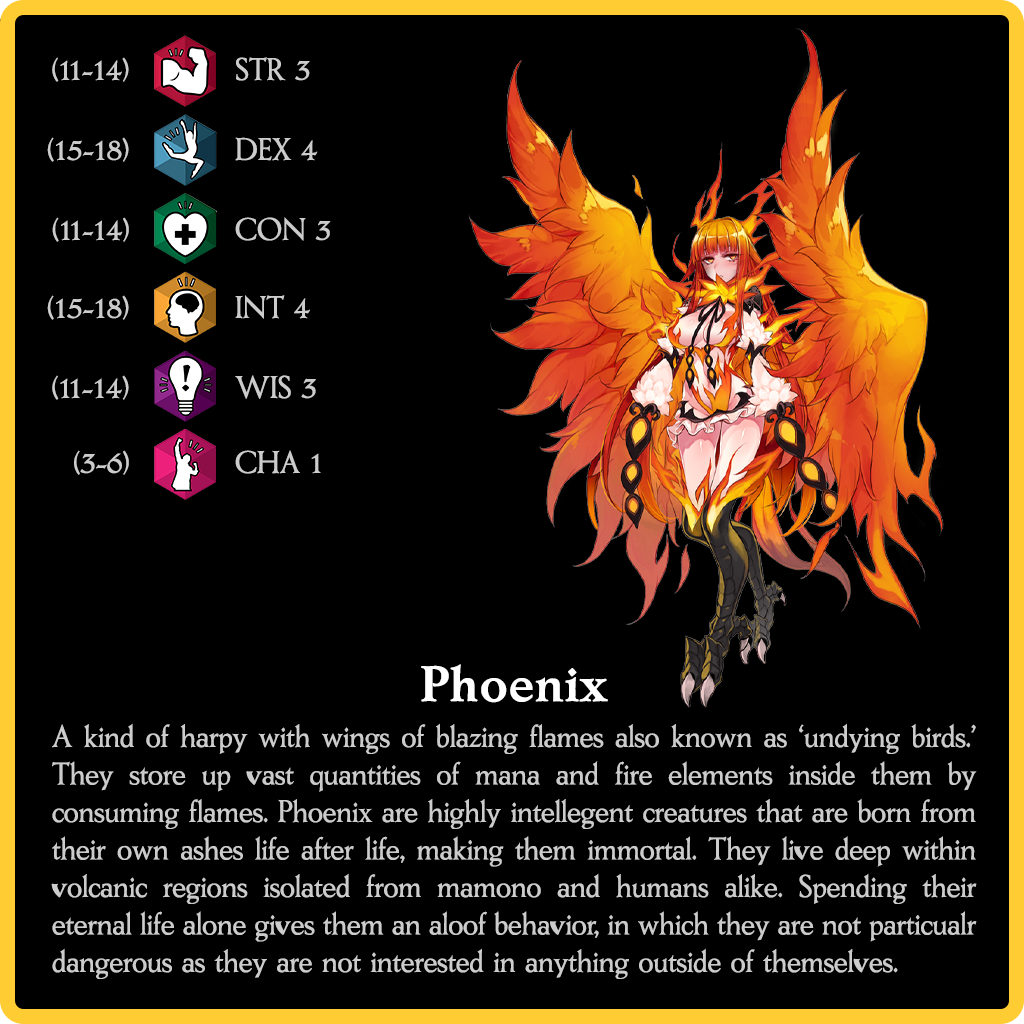 (11-14) STR 3
(15-18) DEX 4
(11-14) CON 3
(15-18) INT 4
(11-14) WIS 3
(3-6) CHA 1
Phoenix
A kind of harpy with wings of blazing flames also known as ‘undying birds.’
They store up vast quantities of mana and fire elements inside them by
consuming flames. Phoenix are highly intellegent creatures that are born from
their own ashes life after life, making them immortal. They live deep within
volcanic regions isolated from mamono and humans alike. Spending their
eternal life alone gives them an aloof behavior, in which they are not particualr
dangerous as they are not interested in anything outside of themselves.